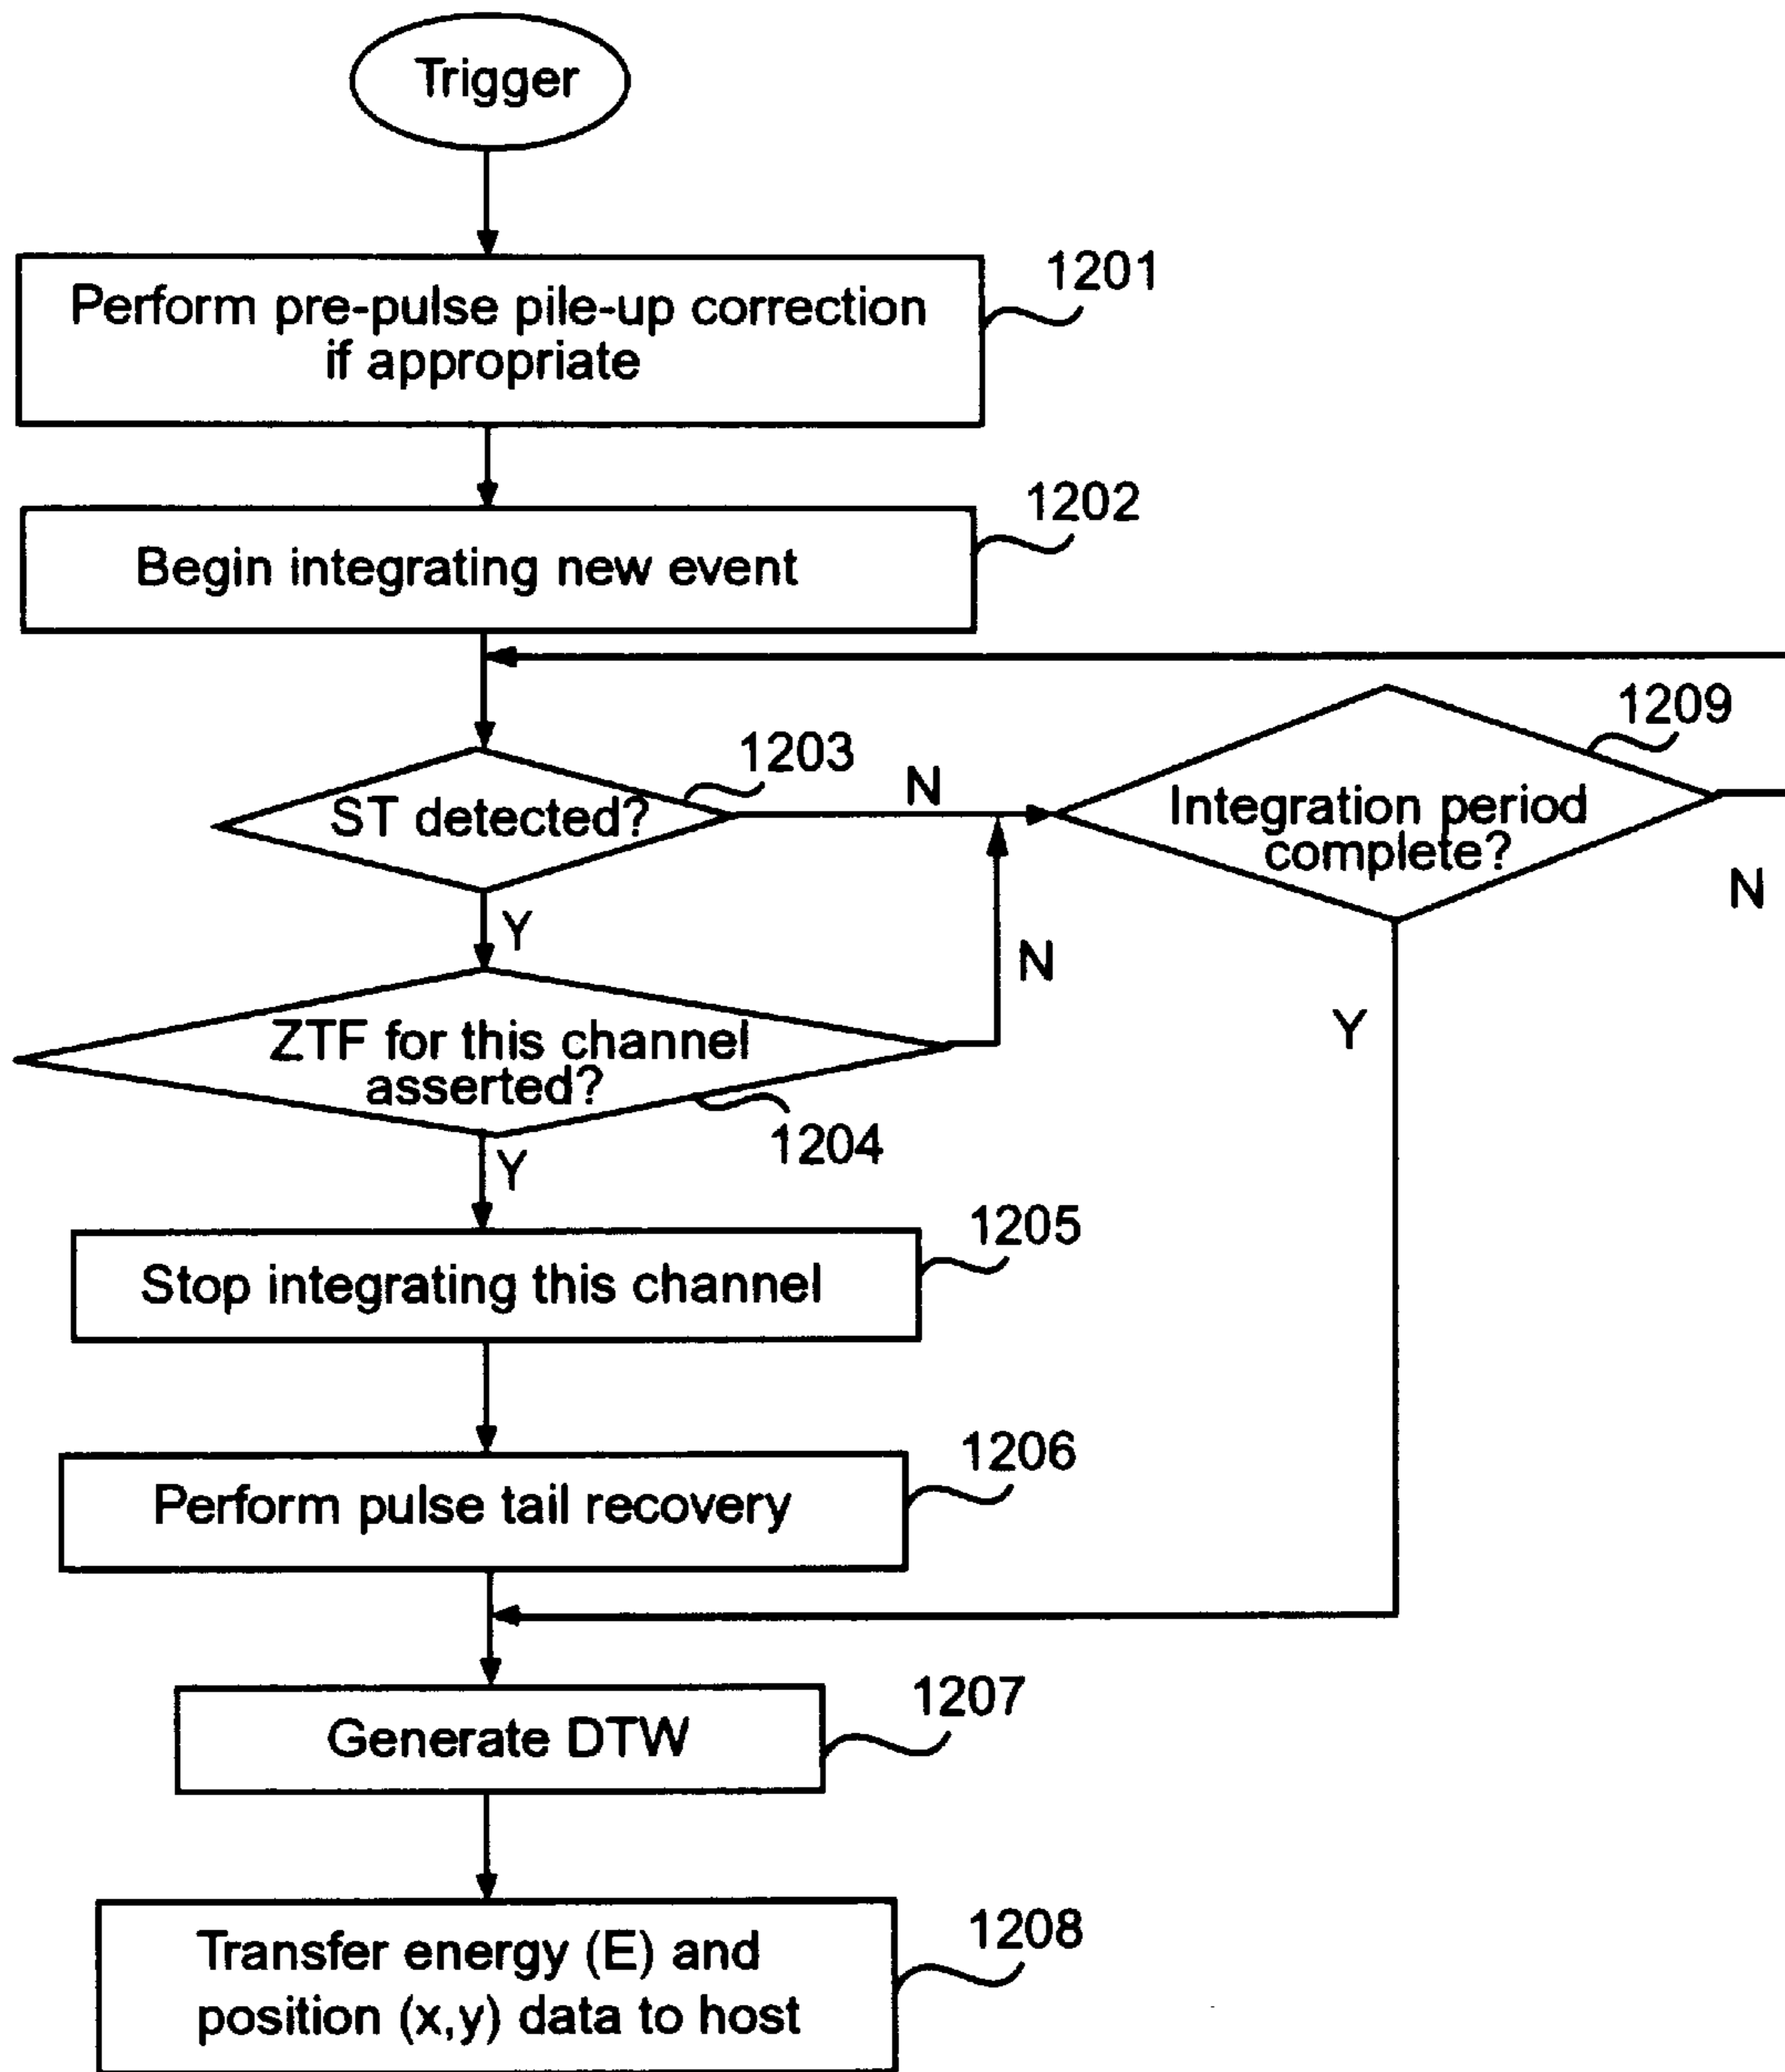 Trigger
1201
Perform pre-pulse pile-up correction
if appropriate
1202
Begin integrating new event
1209
1203
N
ST detected?
Integration period
complete?
N
Y
N
Y
ZTF for this channel
asserted?
1204
Y
1205
Stop integrating this channel
1206
Perform pulse tail recovery
1207
Generate DTW
1208
Transfer energy (E) and
position (x,y) data to host